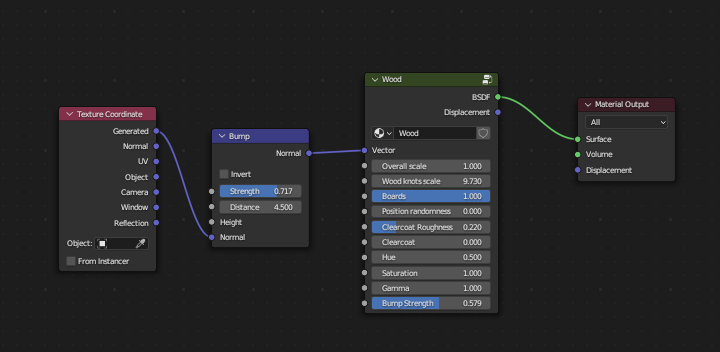 Texture Coordinate
Generated
Normal
UV
Object
Camera
Window
Reflection
Object:
From Instancer
Bump
Normal
Invert
Strength 0.717
Distance 4.500
Height
Normal
Wood
BSDF
Displacement
Wood
Vector
Overall scale 1.000
Wood knots scale 9.730
Boards 1.000
Position randomness 0.000
Clearcoat Roughness 0.220
Clearcoat 0.000
Hue 0.500
Saturation 1.000
Gamma 1.000
Bump Strength 0.579
Material Output
All
Surface
Volume
Displacement